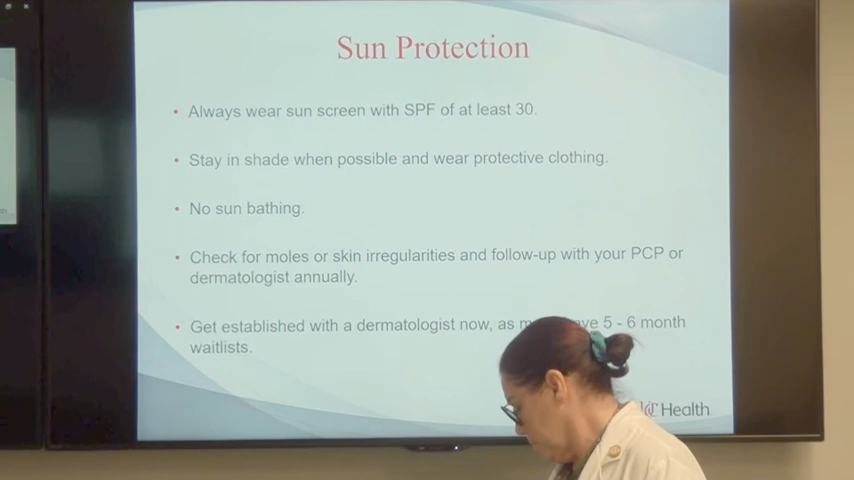 Sun Protection
• Always wear sun screen with SPF of at least 30.
• Stay in shade when possible and wear protective clothing.
• No sun bathing.
• Check for moles or skin irregularities and follow-up with your PCP or
dermatologist annually.
• Get established with a dermatologist now, as 5 - 6 month
waitlists.
Health